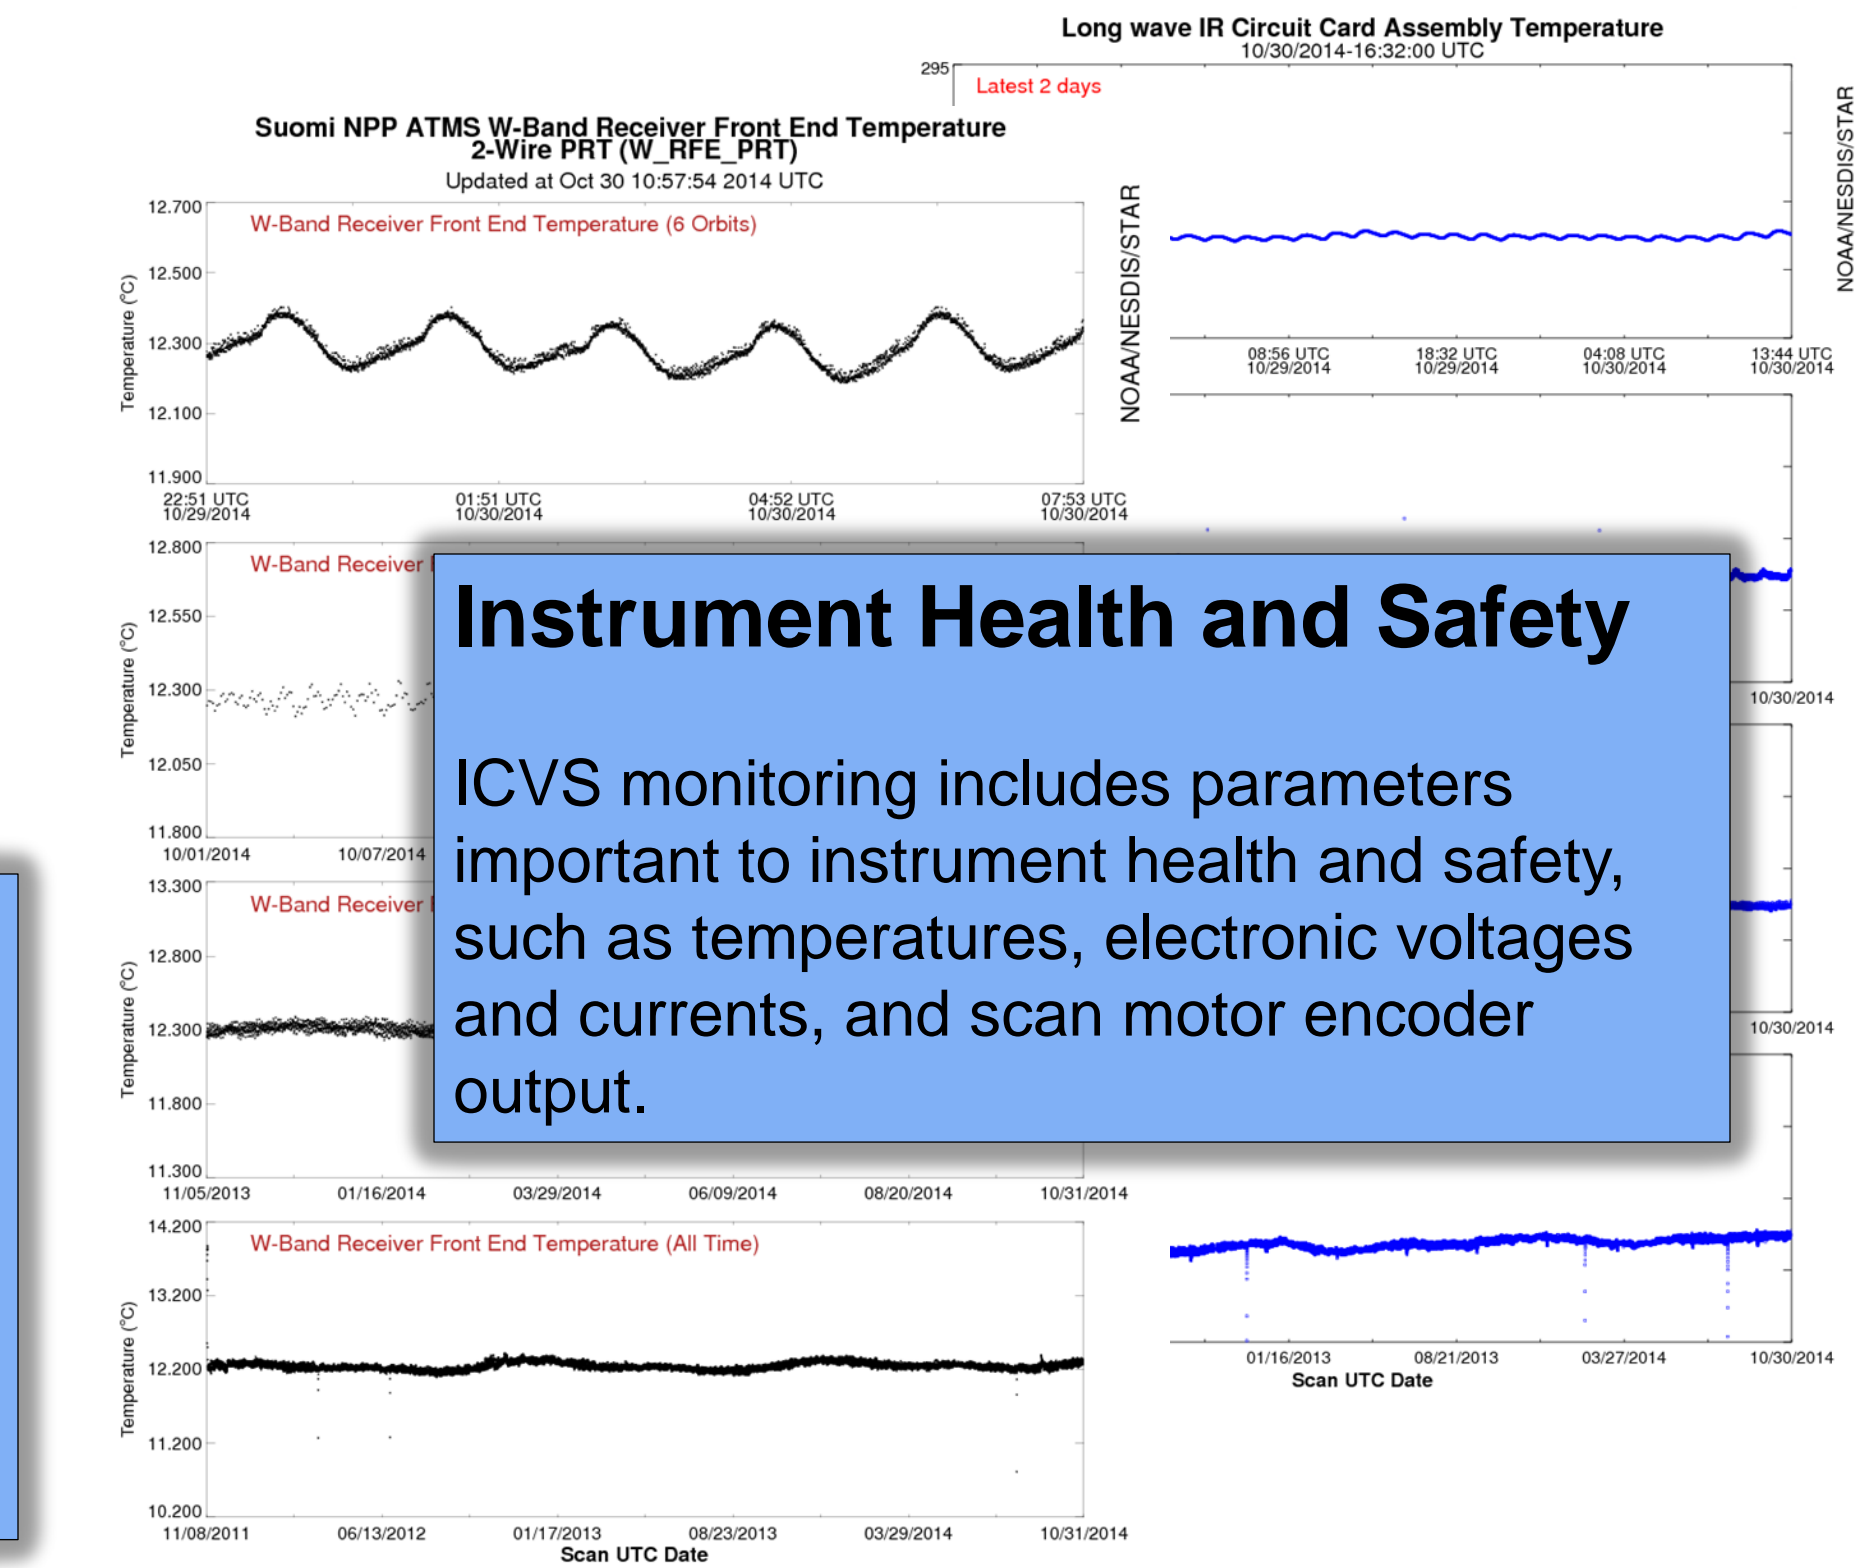 Long wave IR Circuit Card Assembly Temperature
10/30/2014-16:32:00 UTC
295
Latest 2 days
NOAA/NESDIS/STAR
08:56 UTC 18:32 UTC 04:08 UTC 13:44 UTC
10/29/2014 10/29/2014 10/30/2014 10/30/2014
10/30/2014
10/30/2014
01/16/2013 08/21/2013 03/27/2014 10/30/2014
Scan UTC Date
Suomi NPP ATMS W-Band Receiver Front End Temperature
2-Wire PRT (W_RFE_PRT)
Updated at Oct 30 10:57:54 2014 UTC
NOAA/NESDIS/STAR
W-Band Receiver Front End Temperature (6 Orbits)
Temperature (°C)
12.700
12.500
12.300
12.100
11.900
22:51 UTC 01:51 UTC 04:52 UTC 07:53 UTC
10/29/2014 10/30/2014 10/30/2014 10/30/2014
W-Band Receiver
Temperature (°C)
12.800
12.550
12.300
12.050
11.800
10/01/2014 10/07/2014
W-Band Receiver
Temperature (°C)
13.300
12.800
12.300
11.800
11.300
11/05/2013 01/16/2014 03/29/2014 06/09/2014 08/20/2014 10/31/2014
W-Band Receiver Front End Temperature (All Time)
Temperature (°C)
14.200
13.200
12.200
11.200
10.200
11/08/2011 06/13/2012 01/17/2013 08/23/2013 03/29/2014 10/31/2014
Scan UTC Date
Instrument Health and Safety
ICVS monitoring includes parameters
important to instrument health and safety,
such as temperatures, electronic voltages
and currents, and scan motor encoder
output.